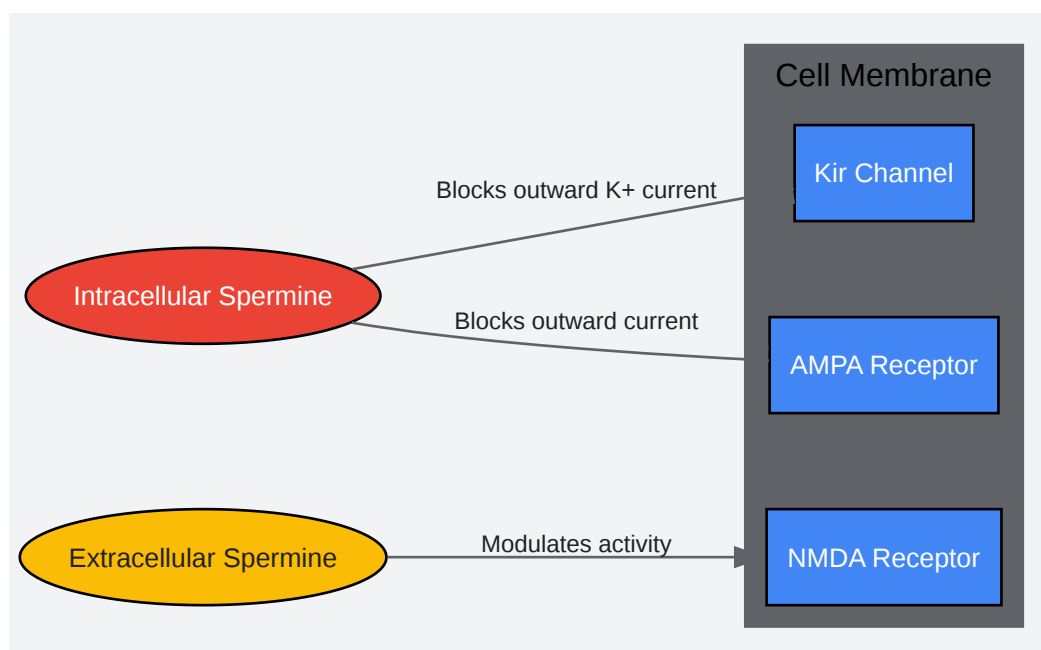 Cell Membrane
Kir Channel
Blocks outward K+ current
Intracellular Spermine
Blocks outward current
AMPA Receptor
Modulates activity
Extracellular Spermine
NMDA Receptor